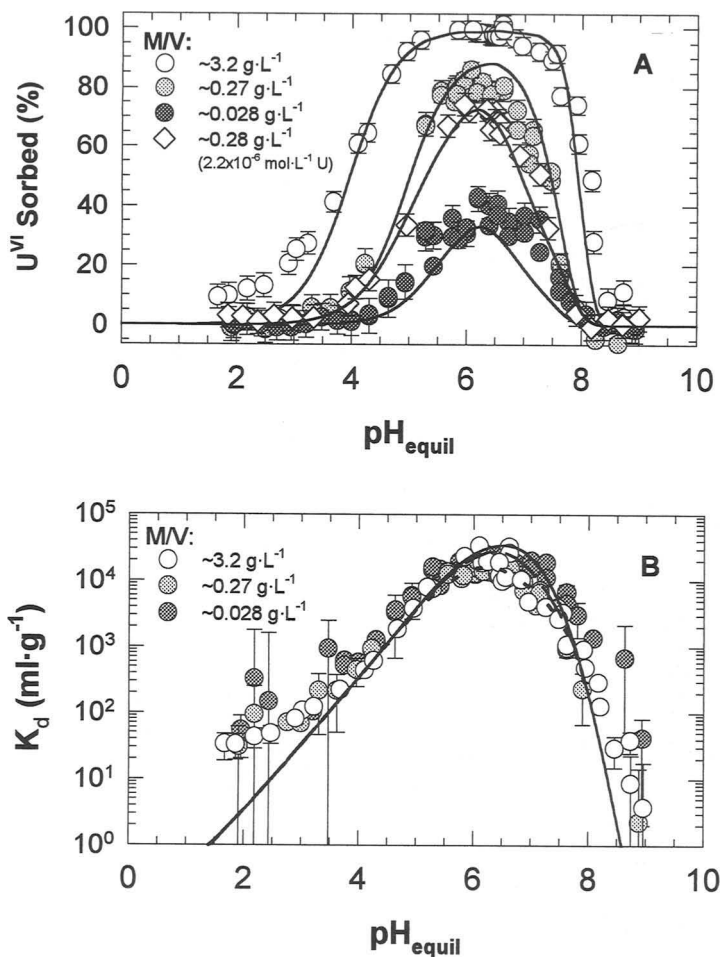 100
80
60
40
20
0
U^VI Sorbed (%)
M/V:
~3.2 g·L⁻¹
~0.27 g·L⁻¹
~0.028 g·L⁻¹
~0.28 g·L⁻¹
(2.2x10⁻⁶ mol·L⁻¹ U)
A
0 2 4 6 8 10
pH_equil
10⁵
10⁴
10³
10²
10¹
10⁰
K_d (ml·g⁻¹)
M/V:
~3.2 g·L⁻¹
~0.27 g·L⁻¹
~0.028 g·L⁻¹
B
0 2 4 6 8 10
pH_equil